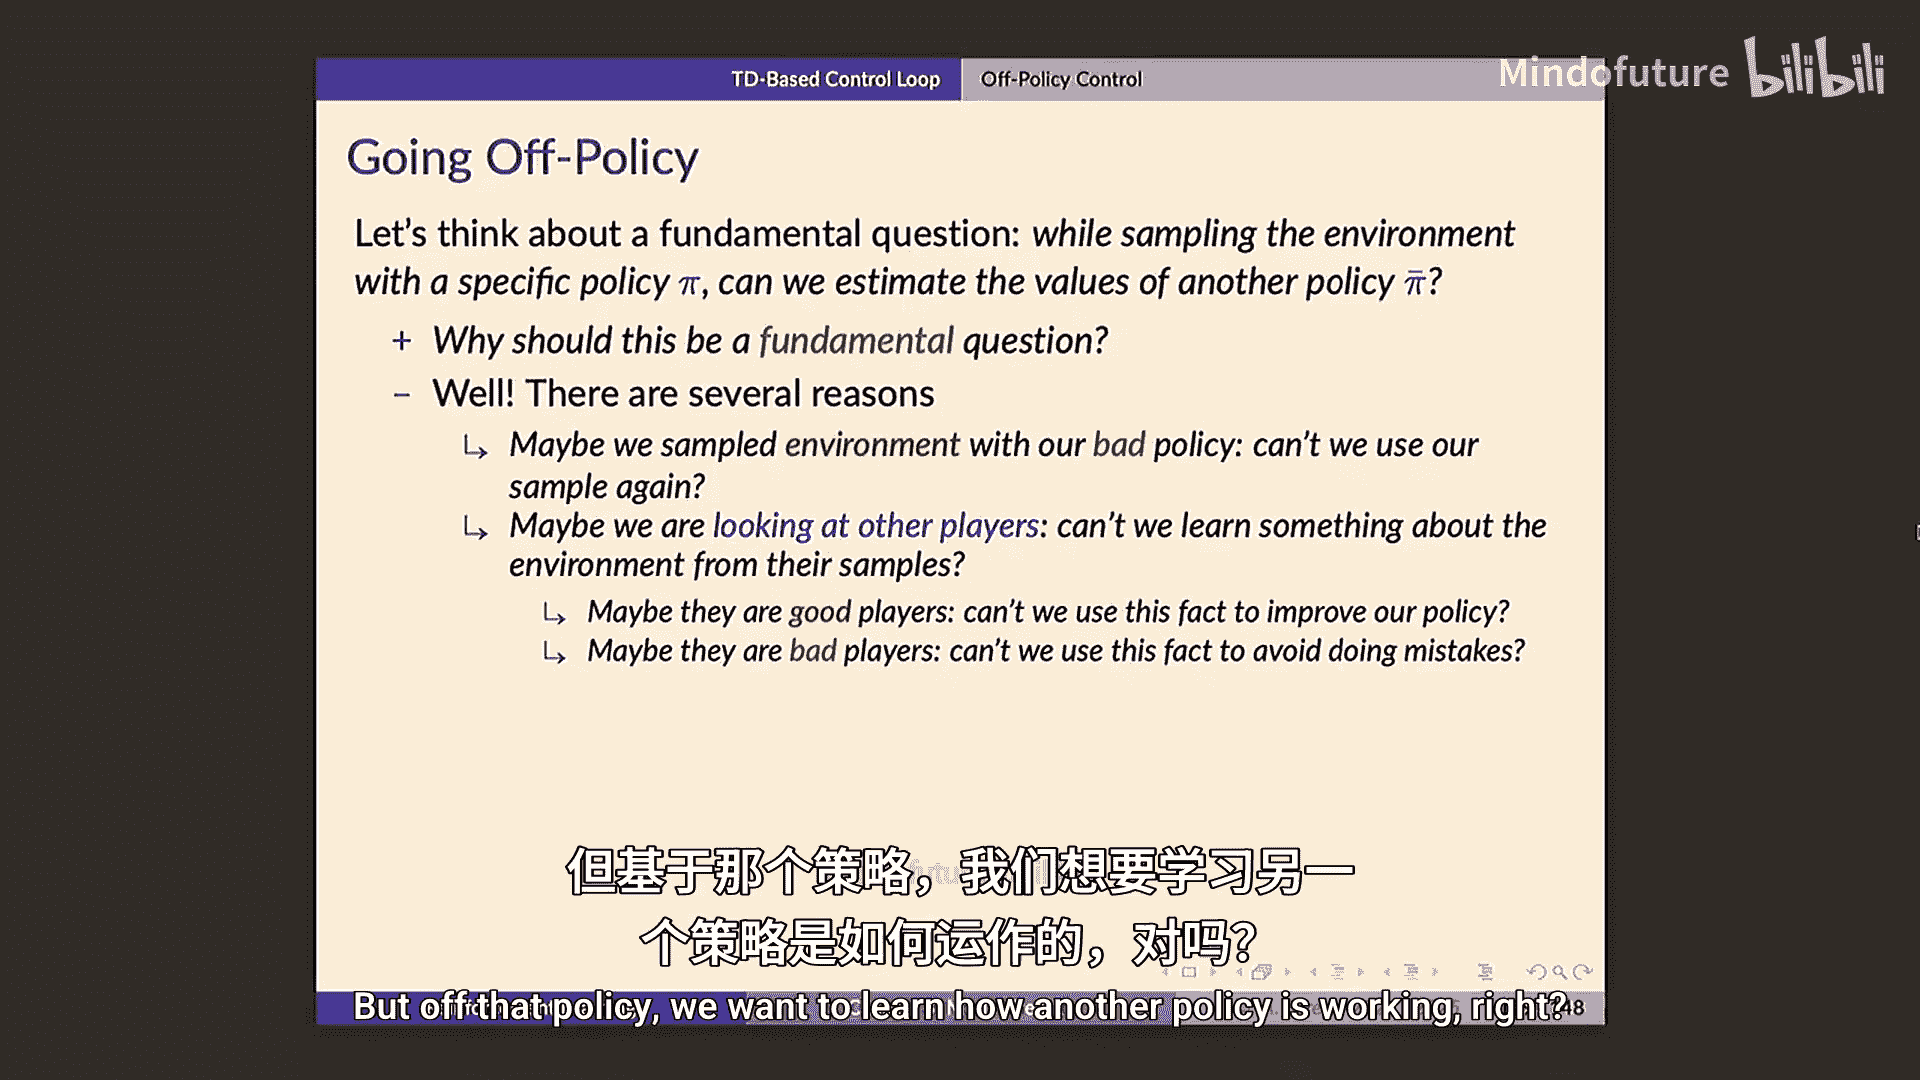 TD-Based Control Loop Off-Policy Control
Mindofuture bilibili
Going Off-Policy
Let's think about a fundamental question: while sampling the environment
with a specific policy π, can we estimate the values of another policy π̄?
+ Why should this be a fundamental question?
– Well! There are several reasons
↳ Maybe we sampled environment with our bad policy: can't we use our
sample again?
↳ Maybe we are looking at other players: can't we learn something about the
environment from their samples?
↳ Maybe they are good players: can't we use this fact to improve our policy?
↳ Maybe they are bad players: can't we use this fact to avoid doing mistakes?
但基于那个策略，我们想要学习另一
个策略是如何运作的，对吗？
But off that policy, we want to learn how another policy is working, right?
48